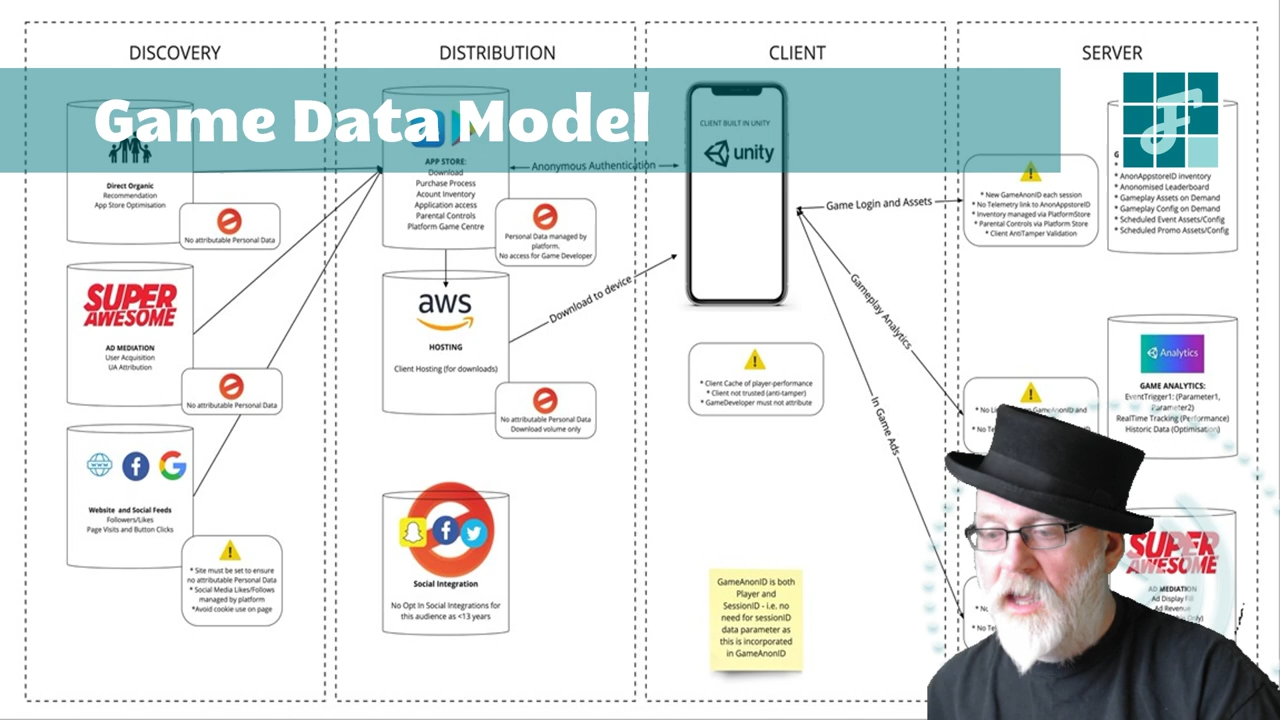 DISCOVERY
DISTRIBUTION
CLIENT
SERVER
Game Data Model
Direct Organic
Recommendation
App Store Optimisation
No attributable Personal Data
SUPER
AWESOME
AD MEDIATION
User Acquisition
UA Attribution
No attributable Personal Data
Website and Social Feeds
Followers/Likes
Page Visits and Button Clicks
* Site must be set to ensure
no attributable Personal Data
* Social Media Likes/Follows
managed by platform
*Avoid cookie use on page
APP STORE:
Download
Purchase Process
Acount Inventory
Application access
Parental Controls
Platform Game Centre
Personal Data managed by
platform.
No access for Game Developer
aws
HOSTING
Client Hosting (for downloads)
No attributable Personal Data
Download volume only
Social Integration
No Opt In Social Integrations for
this audience as <13 years
Anonymous Authentication
Download to device
CLIENT BUILT IN UNITY
unity
* Client Cache of player-performance
* Client not trusted (anti-tamper)
* GameDeveloper must not attribute
GameAnonID is both
Player and
SessionID - i.e. no
need for sessionID
data parameter as
this is incorporated
in GameAnonID
Game Login and Assets
Gameplay Analytics
In Game Ads
* New GameAnonID each session
* No Telemetry link to AnonAppstoreID
* Inventory managed via PlatformStore
* Parental Controls via Platform Store
* Client AntiTamper Validation
F
* AnonAppstoreID inventory
* Anonomised Leaderboard
* Gameplay Assets on Demand
* Gameplay Config on Demand
* Scheduled Event Assets/Config
* Scheduled Promo Assets/Config
Analytics
GAME ANALYTICS:
EventTrigger1: (Parameter1,
Parameter2)
RealTime Tracking (Performance)
Historic Data (Optimisation)
SUPER
AWESOME
AD MEDIATION
Ad Display Fill
Ad Revenue